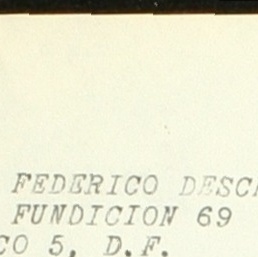 FEDERICO DESC
FUNDICION 69
CO 5, D.F.